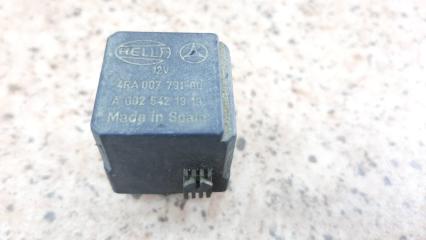 HELLA
12V
4RA 007 791-00
A 002 542 19 19
Made in Spain